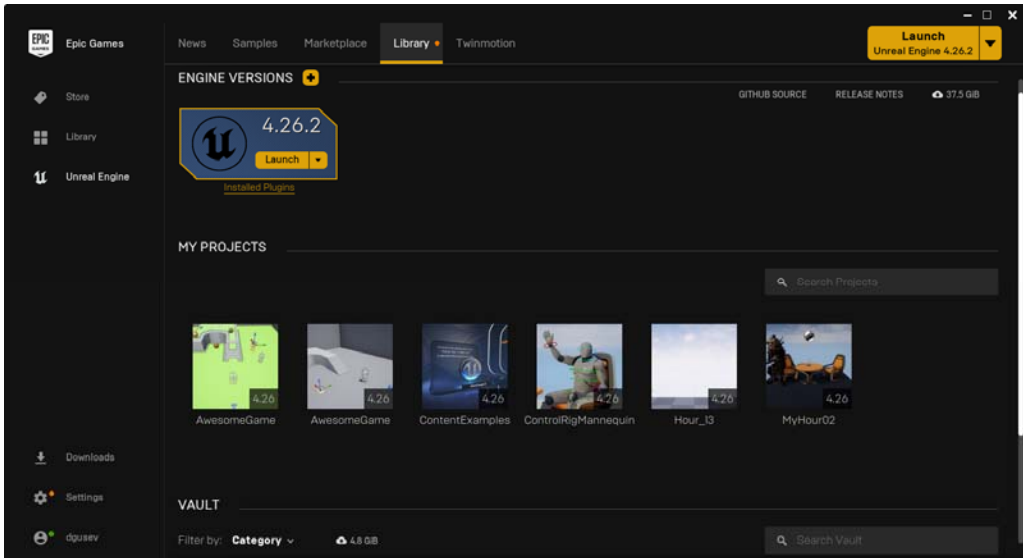 EPIC GAMES
Epic Games
News Samples Marketplace Library Twinmotion
Launch
Unreal Engine 4.26.2
Store
Library
Unreal Engine
Downloads
Settings
dgusev
ENGINE VERSIONS
GITHUB SOURCE RELEASE NOTES 37.5 GiB
4.26.2
Launch
Installed Plugins
MY PROJECTS
Search Projects
4.26 4.26 4.26 4.26 4.26 4.26
AwesomeGame AwesomeGame ContentExamples ControlRigMannequin Hour_13 MyHour02
VAULT
Filter by: Category 4.8 GiB
Search Vault